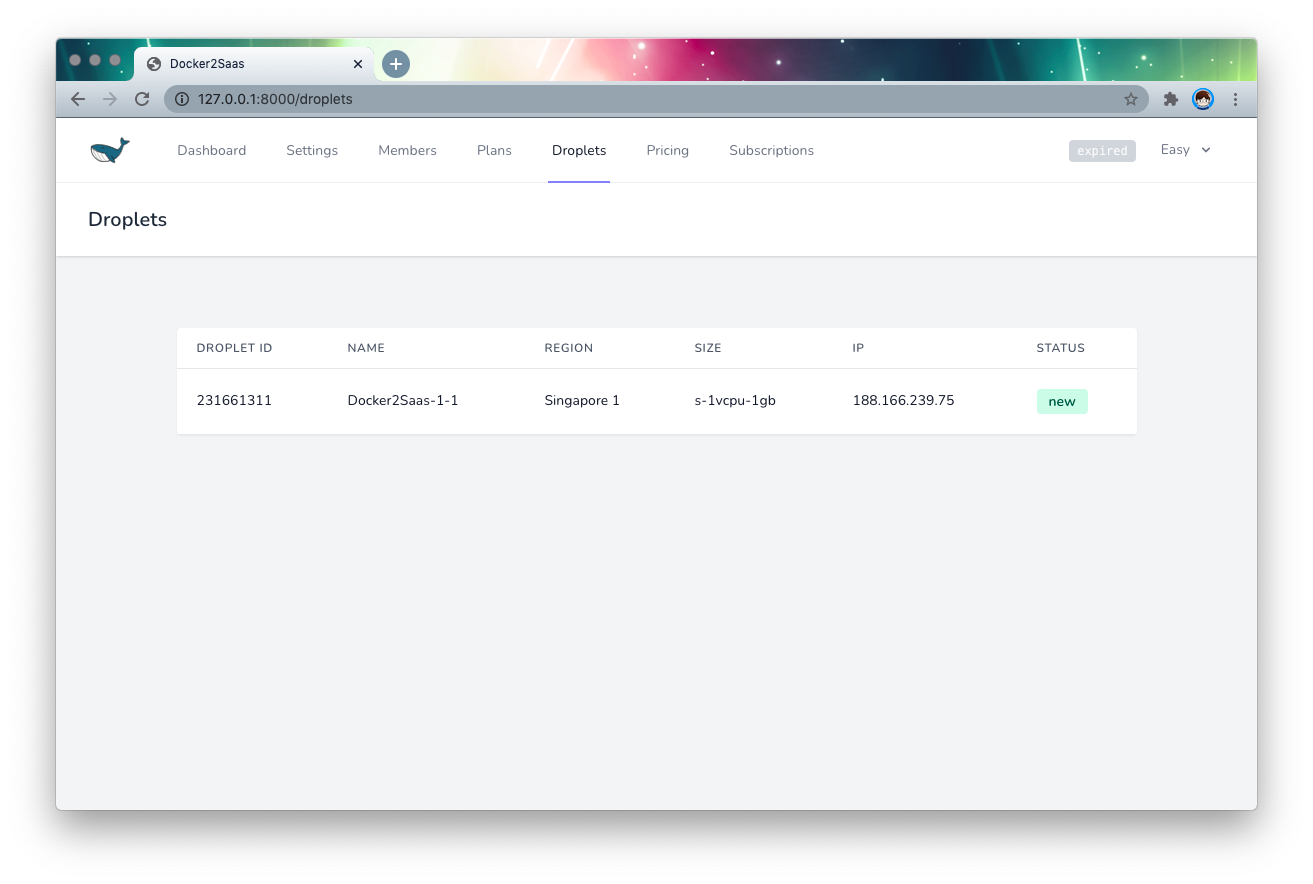 Docker2Saas
127.0.0.1:8000/droplets
Dashboard Settings Members Plans Droplets Pricing Subscriptions expired Easy
Droplets
DROPLET ID NAME REGION SIZE IP STATUS
231661311 Docker2Saas-1-1 Singapore 1 s-1vcpu-1gb 188.166.239.75 new